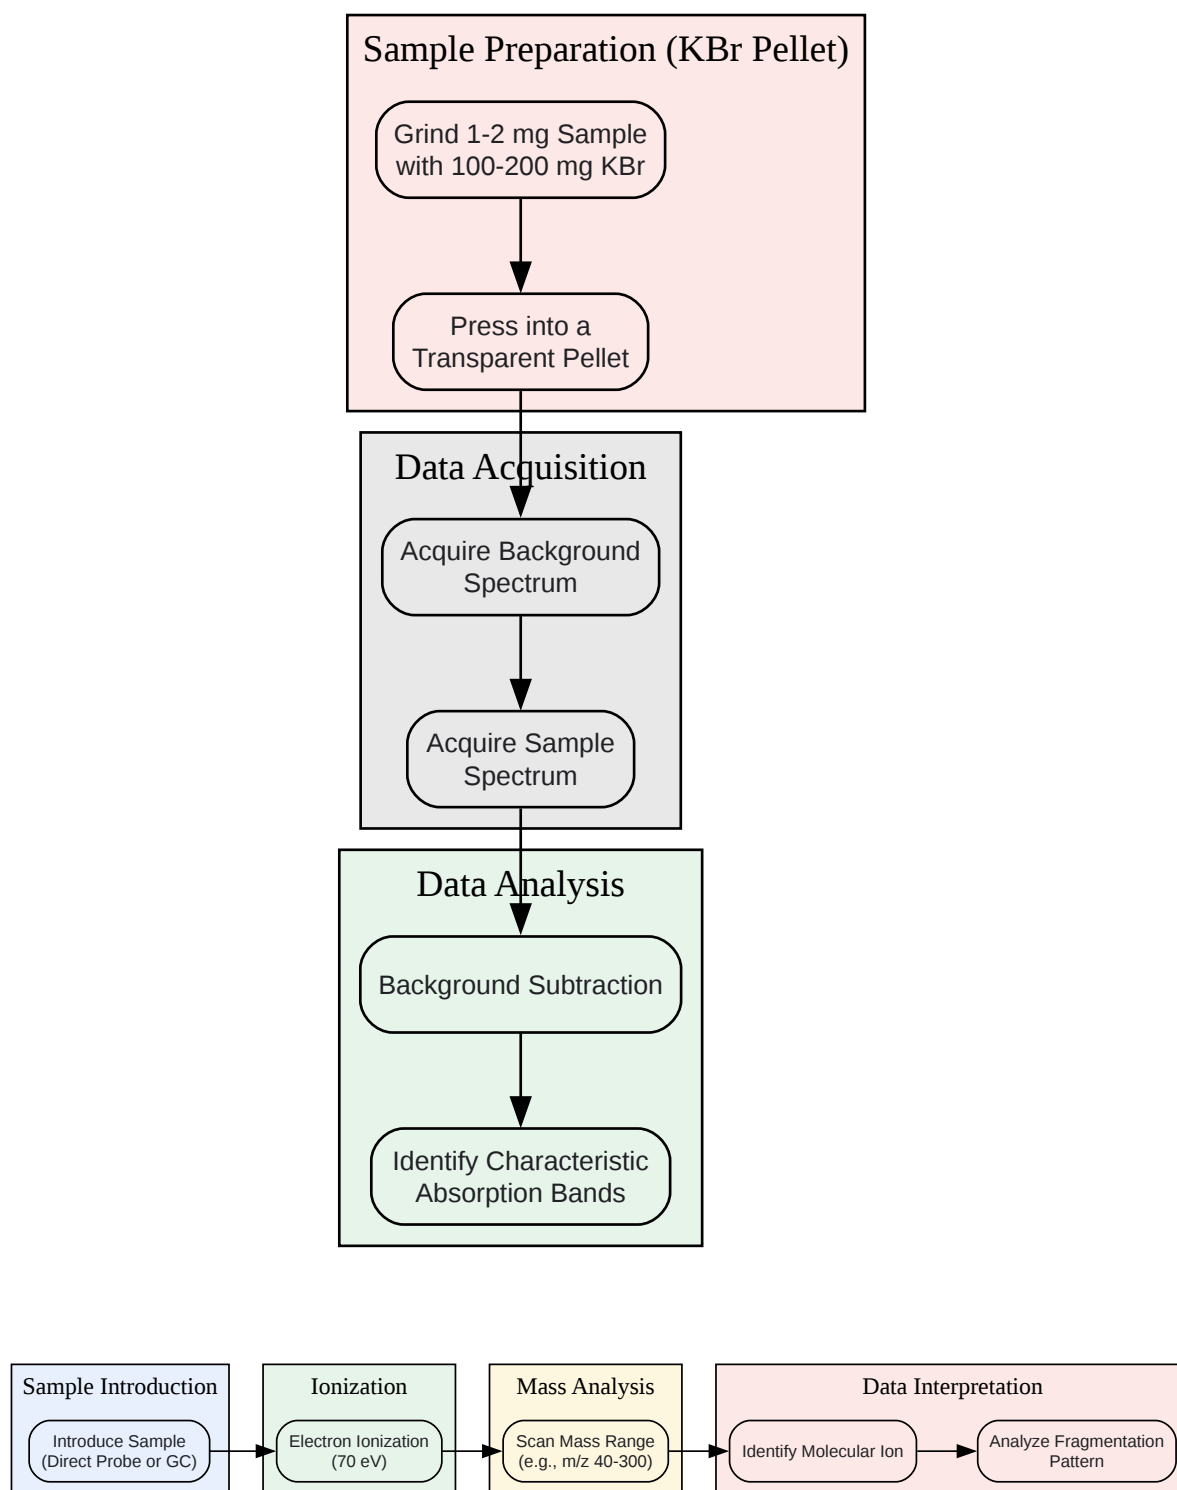 Sample Preparation (KBr Pellet)
Grind 1-2 mg Sample
with 100-200 mg KBr
Press into a
Transparent Pellet
Data Acquisition
Acquire Background
Spectrum
Acquire Sample
Spectrum
Data Analysis
Background Subtraction
Identify Characteristic
Absorption Bands
Sample Introduction
Introduce Sample
(Direct Probe or GC)
Ionization
Electron Ionization
(70 eV)
Mass Analysis
Scan Mass Range
(e.g., m/z 40-300)
Data Interpretation
Identify Molecular Ion
Analyze Fragmentation
Pattern